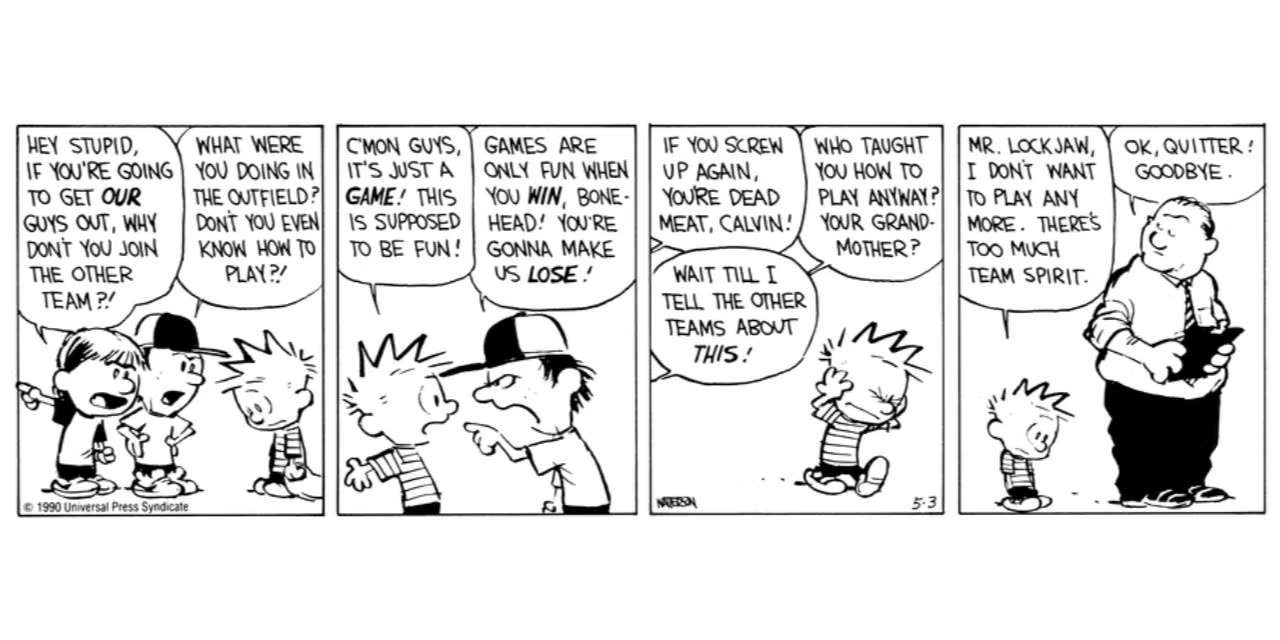 HEY STUPID,
IF YOU'RE GOING
TO GET OUR
GUYS OUT, WHY
DON'T YOU JOIN
THE OTHER
TEAM?!
WHAT WERE
YOU DOING IN
THE OUTFIELD?
DON'T YOU EVEN
KNOW HOW TO
PLAY?!
© 1990 Universal Press Syndicate
C'MON GUYS,
IT'S JUST A
GAME! THIS
IS SUPPOSED
TO BE FUN!
GAMES ARE
ONLY FUN WHEN
YOU WIN, BONE-
HEAD! YOU'RE
GONNA MAKE
US LOSE!
IF YOU SCREW
UP AGAIN,
YOU'RE DEAD
MEAT, CALVIN!
WHO TAUGHT
YOU HOW TO
PLAY ANYWAY?
YOUR GRAND-
MOTHER?
WAIT TILL I
TELL THE OTHER
TEAMS ABOUT
THIS!
WATERSON
5·3
MR. LOCKJAW,
I DON'T WANT
TO PLAY ANY
MORE. THERE'S
TOO MUCH
TEAM SPIRIT.
OK, QUITTER!
GOODBYE.